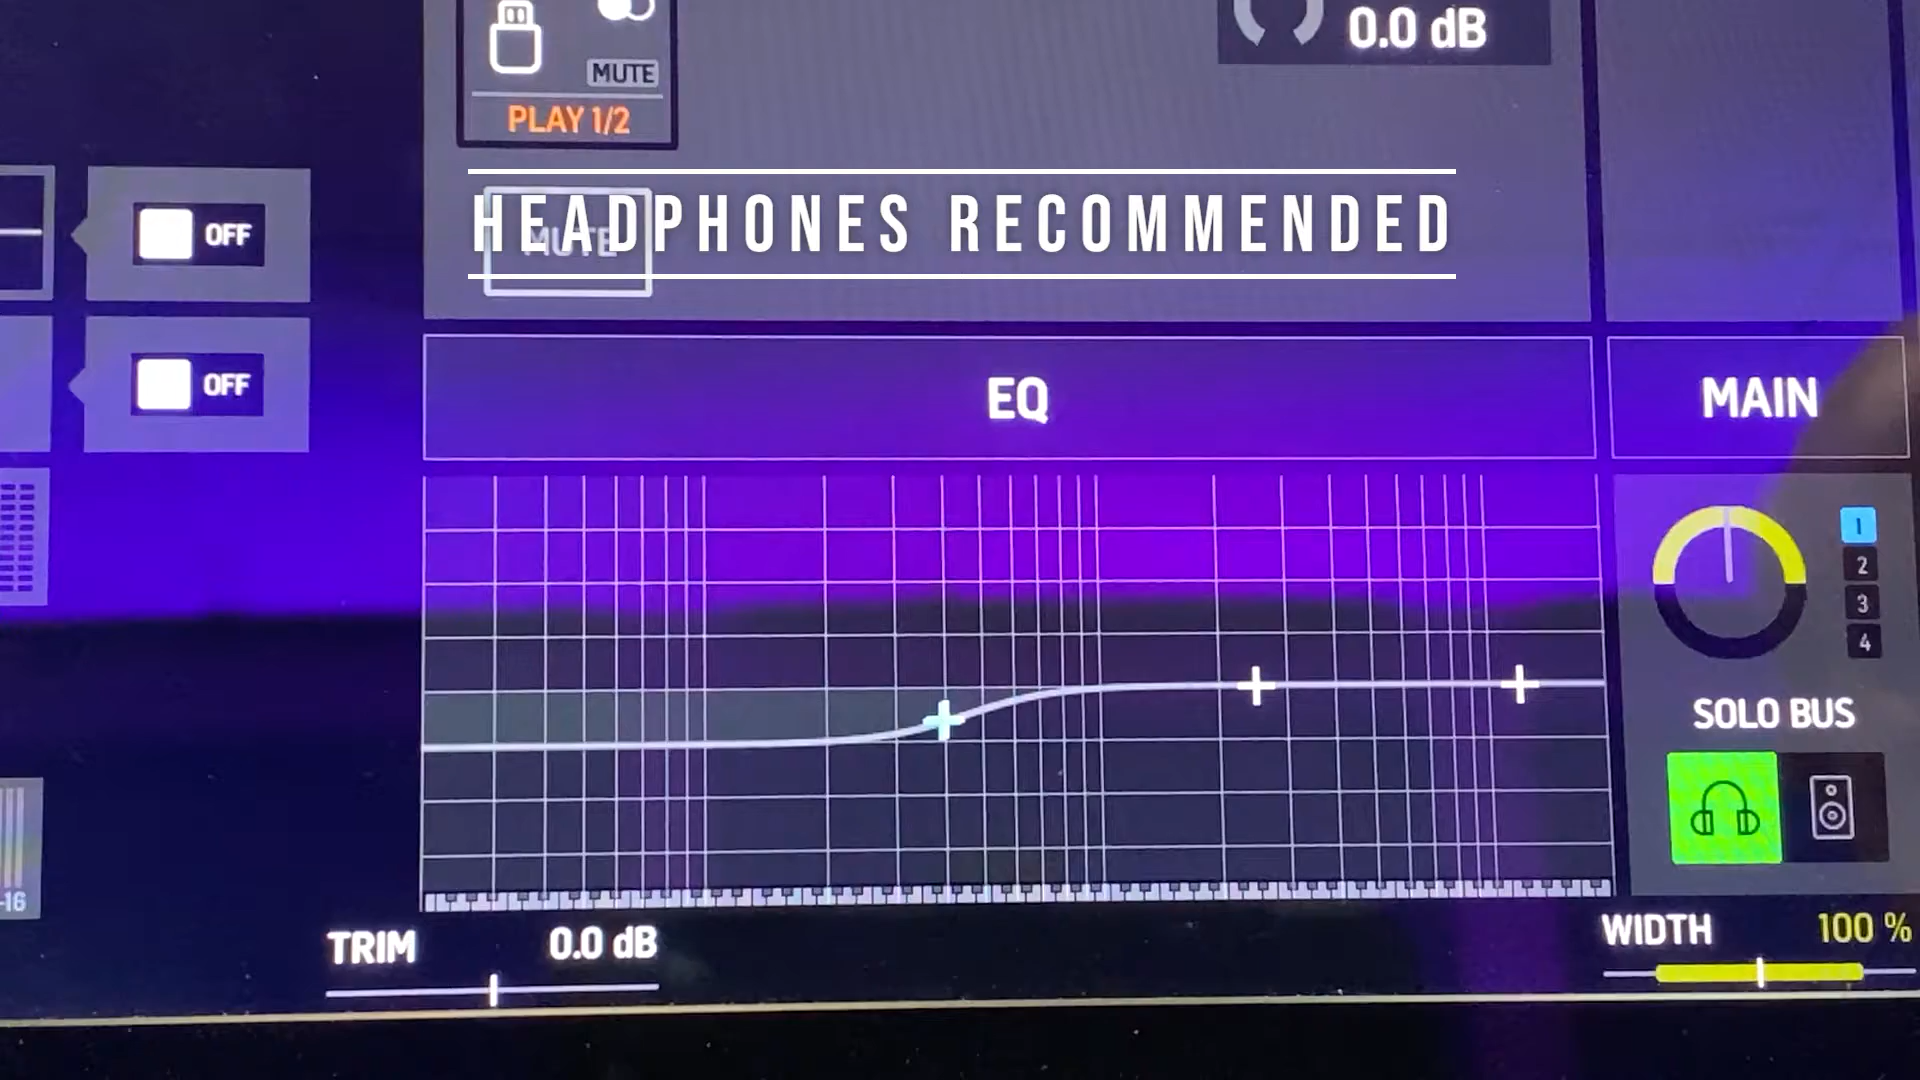 0.0 dB
MUTE
PLAY 1/2
HEADPHONES RECOMMENDED
MUTE
OFF
OFF
EQ
MAIN
1
2
3
4
SOLO BUS
-16
TRIM 0.0 dB
WIDTH 100 %